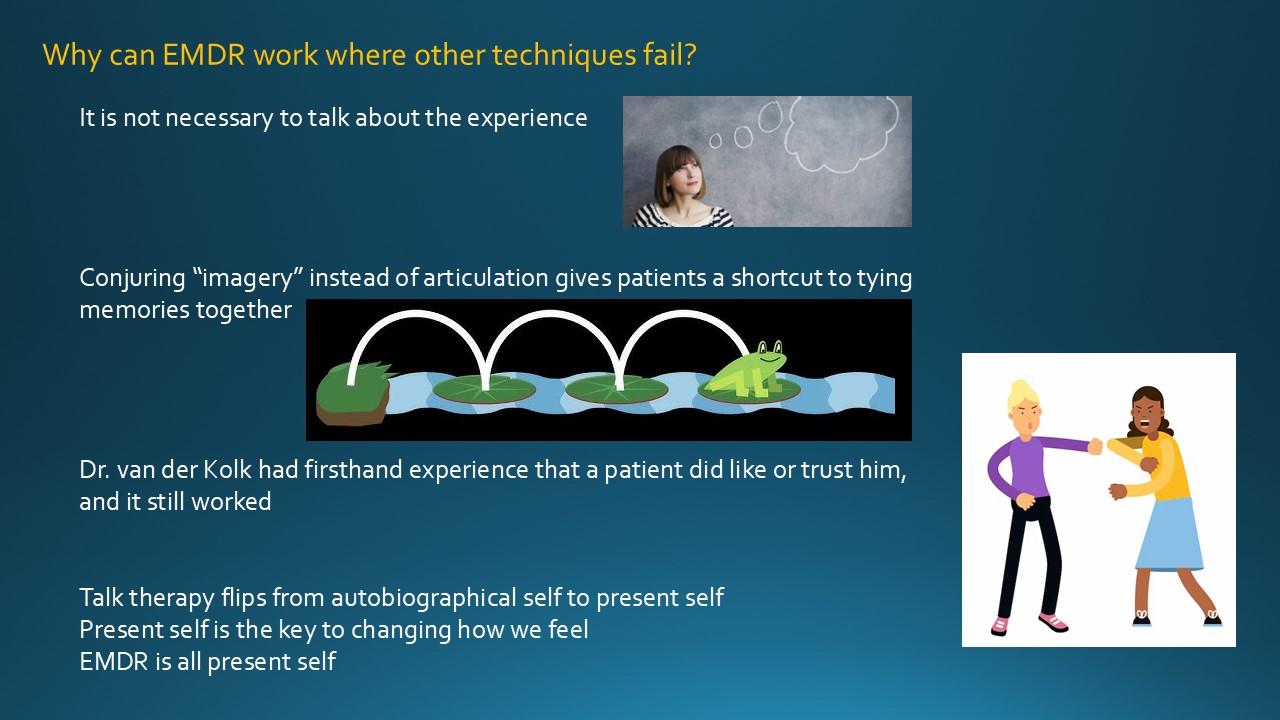 Why can EMDR work where other techniques fail?
It is not necessary to talk about the experience
Conjuring “imagery” instead of articulation gives patients a shortcut to tying
memories together
Dr. van der Kolk had firsthand experience that a patient did like or trust him,
and it still worked
Talk therapy flips from autobiographical self to present self
Present self is the key to changing how we feel
EMDR is all present self